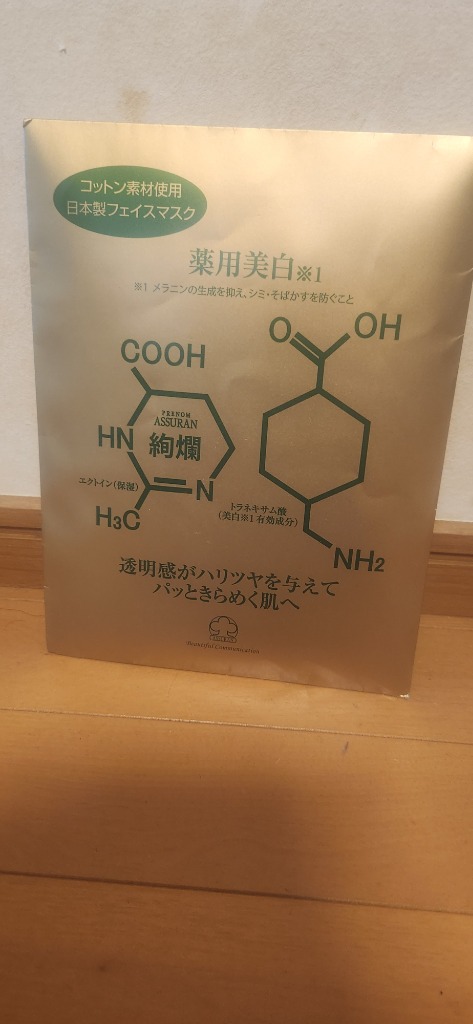 コットン素材使用
日本製フェイスマスク
薬用美白※1
※1 メラニンの生成を抑え、シミ・そばかすを防ぐこと
COOH
HN
N
H3C
PRENOM
ASSURAN
絢爛
エクトイン(保湿)
O
OH
トラネキサム酸
(美白※1有効成分)
NH2
透明感がハリツヤを与えて
パッときらめく肌へ
Beautiful Communication